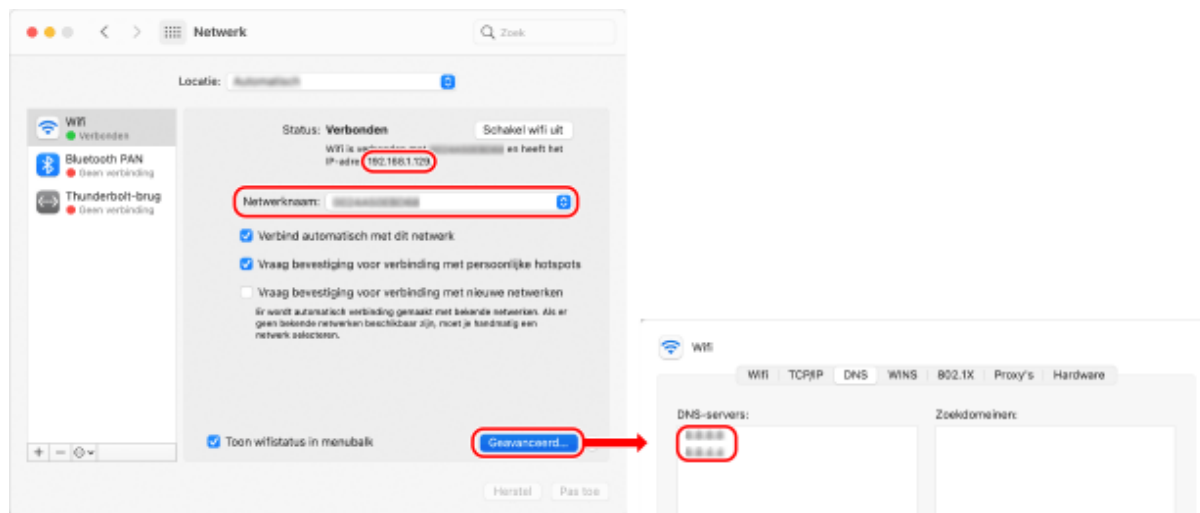 Netwerk
Zoek
Locatie:
Wifi
Verbonden
Bluetooth PAN
Geen verbinding
Thunderbolt-brug
Geen verbinding
Status: Verbonden
Schakel wifi uit
Wifi is verbonden met en heeft het
IP-adres 192.168.1.129.
Netwerknaam:
Verbind automatisch met dit netwerk
Vraag bevestiging voor verbinding met persoonlijke hotspots
Vraag bevestiging voor verbinding met nieuwe netwerken
Er wordt automatisch verbinding gemaakt met bekende netwerken. Als er
geen bekende netwerken beschikbaar zijn, moet je handmatig een
netwerk selecteren.
Toon wifistatus in menubalk
Geavanceerd...
Herstel Pas toe
Wifi
Wifi TCP/IP DNS WINS 802.1X Proxy's Hardware
DNS-servers:
Zoekdomeinen: